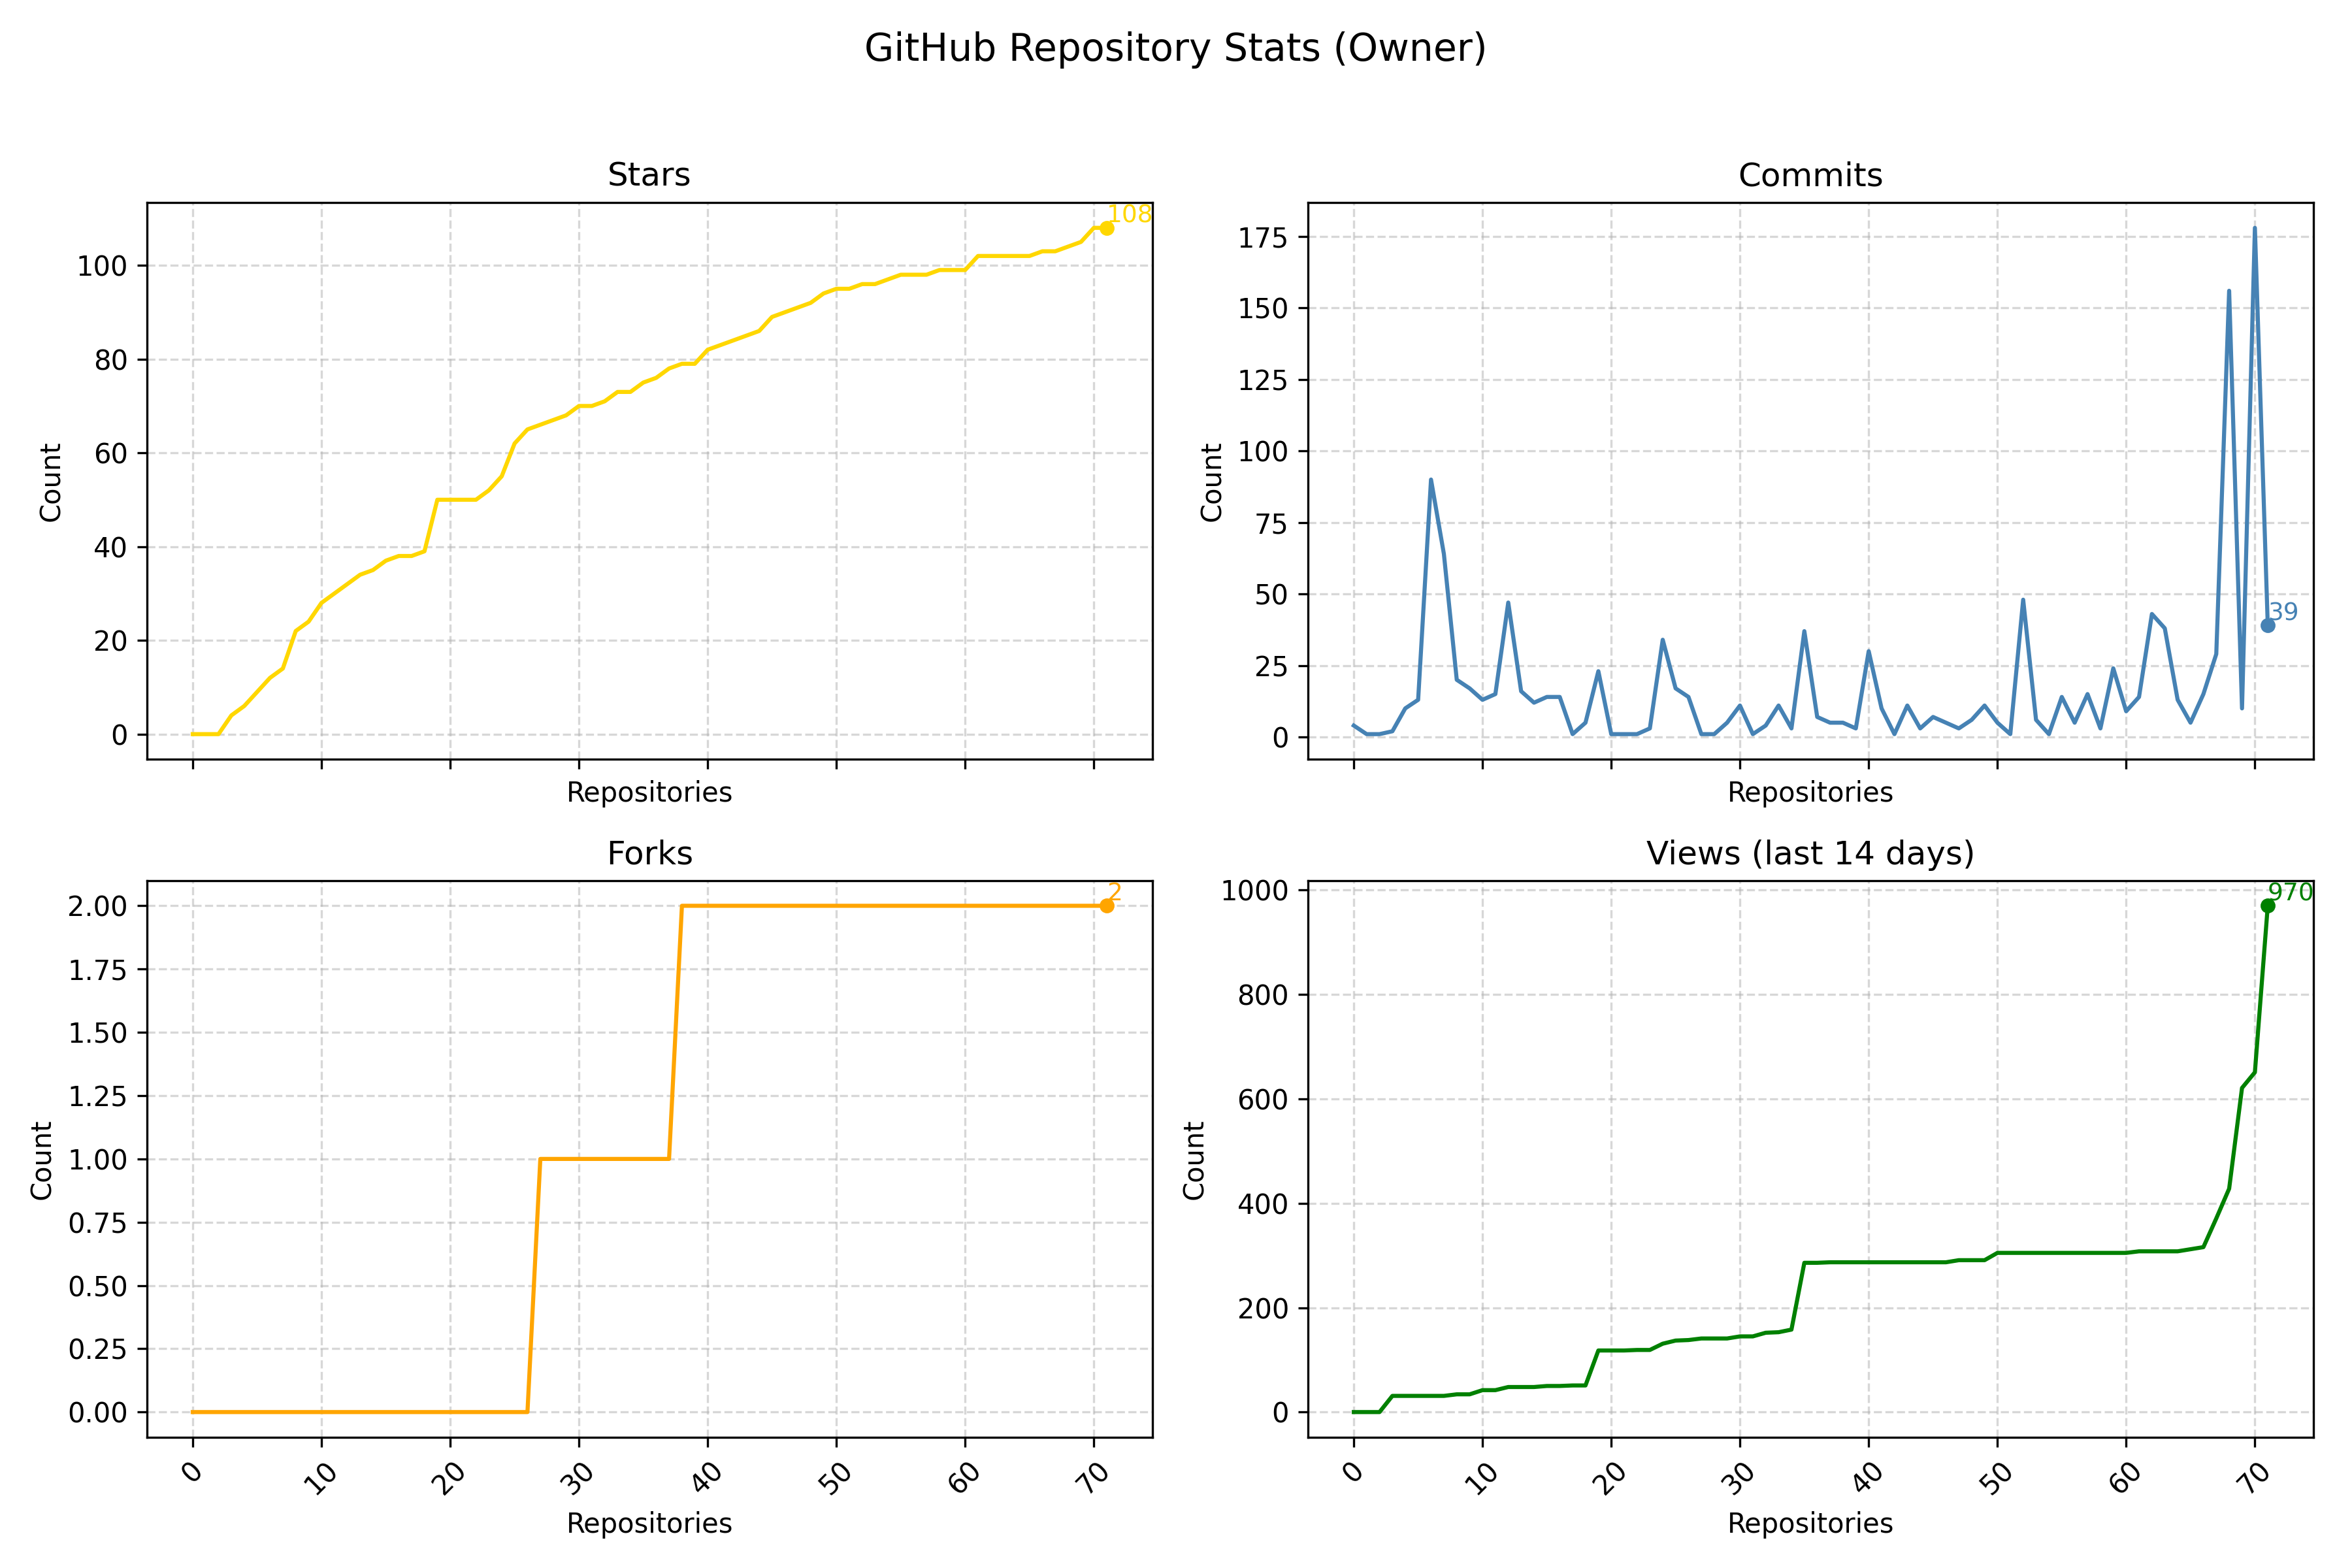 GitHub Repository Stats (Owner)
Stars
108
100
80
60
40
20
0
Count
Repositories
Commits
175
150
125
100
75
50
25
0
39
Count
Repositories
Forks
2
2.00
1.75
1.50
1.25
1.00
0.75
0.50
0.25
0.00
Count
0 10 20 30 40 50 60 70
Repositories
Views (last 14 days)
970
1000
800
600
400
200
0
Count
0 10 20 30 40 50 60 70
Repositories